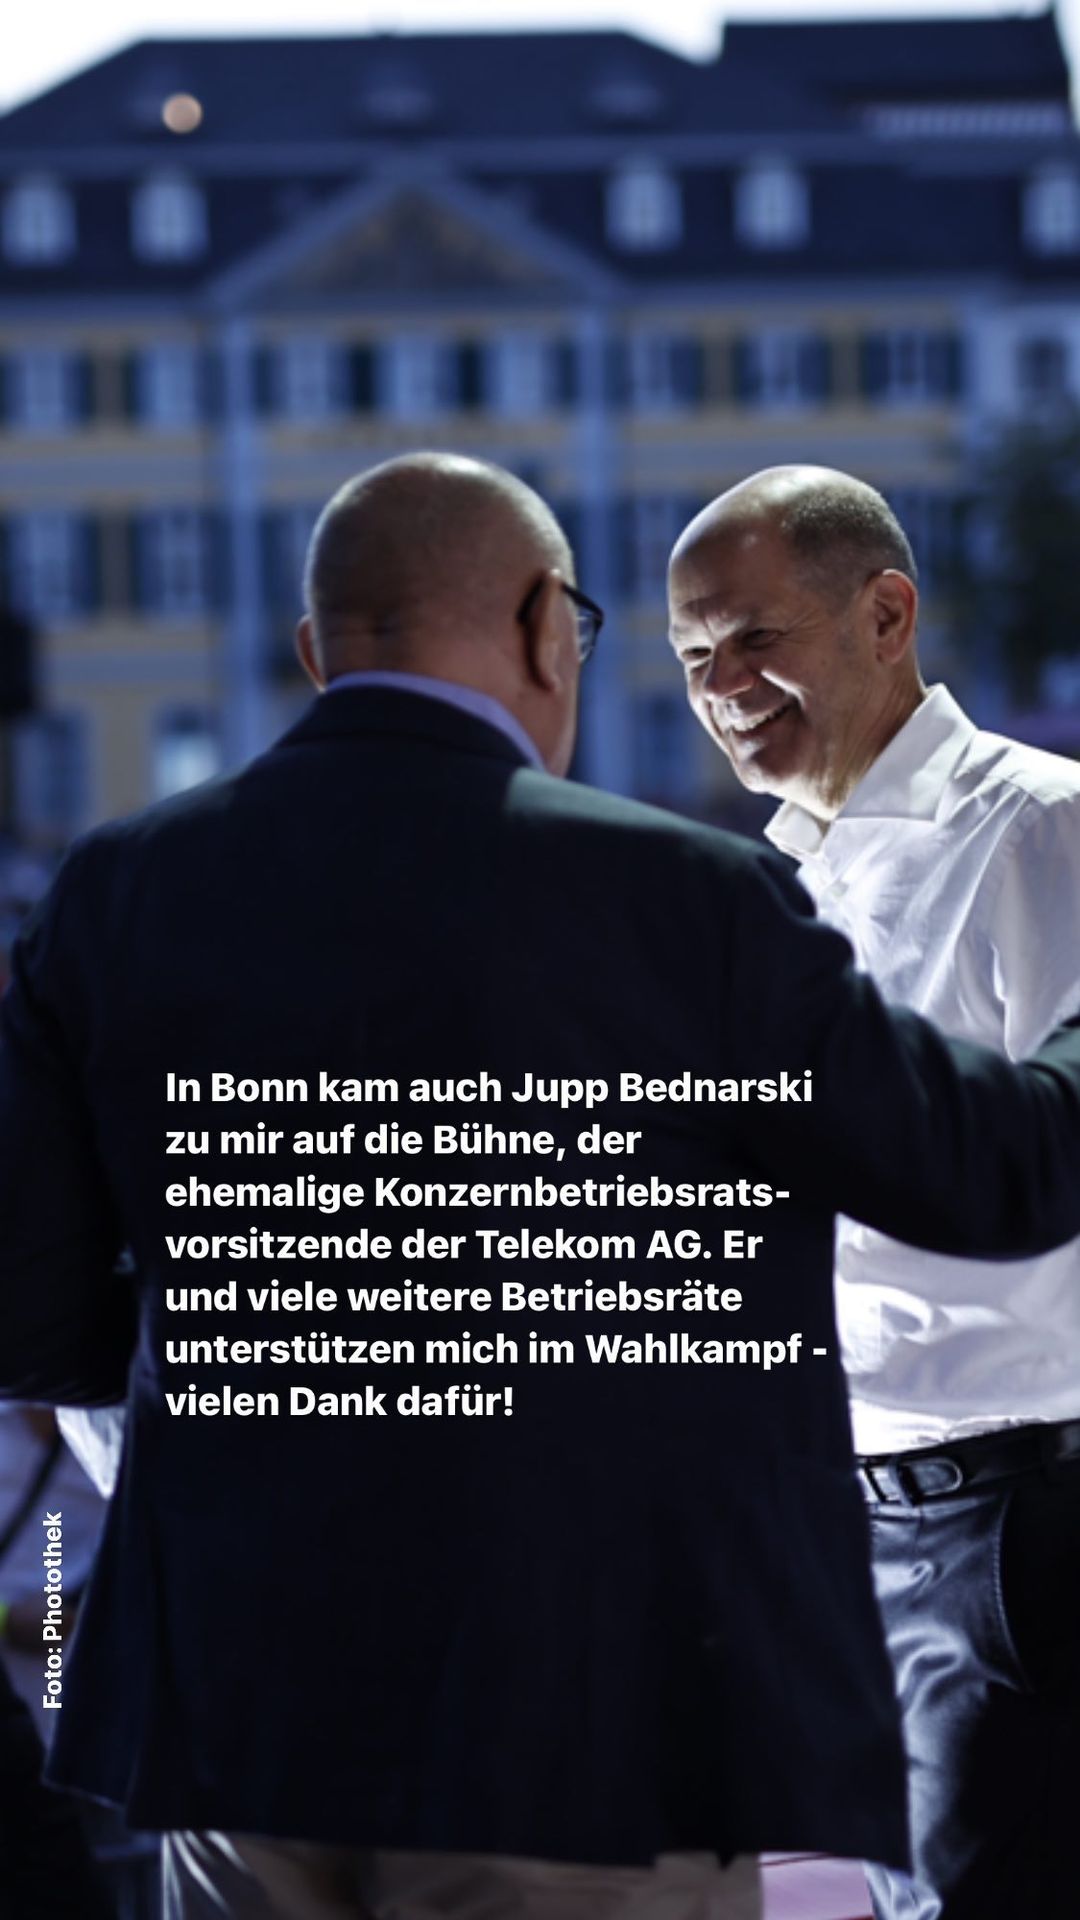 In Bonn kam auch Jupp Bednarski
zu mir auf die Bühne, der
ehemalige Konzernbetriebsrats-
vorsitzende der Telekom AG. Er
und viele weitere Betriebsräte
unterstützen mich im Wahlkampf -
vielen Dank dafür!
Foto: Photothek